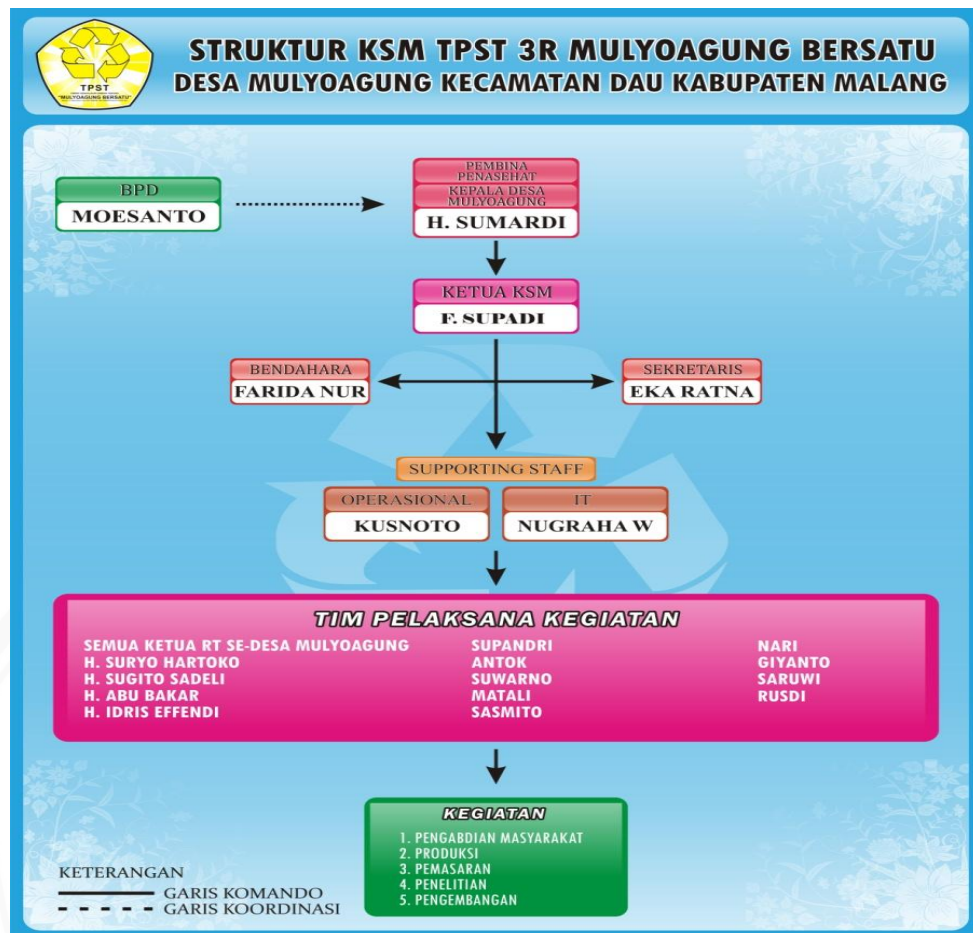 STRUKTUR KSM TPST 3R MULYOAGUNG BERSATU
DESA MULYOAGUNG KECAMATAN DAU KABUPATEN MALANG
TPST
"MULYOAGUNG BERSATU"
BPD
MOESANTO
PEMBINA
PENASEHAT
KEPALA DESA
MULYOAGUNG
H. SUMARDI
KETUA KSM
F. SUPADI
BENDAHARA
FARIDA NUR
SEKRETARIS
EKA RATNA
SUPPORTING STAFF
OPERASIONAL
KUSNOTO
IT
NUGRAHA W
TIM PELAKSANA KEGIATAN
SEMUA KETUA RT SE-DESA MULYOAGUNG
H. SURYO HARTOKO
H. SUGITO SADELI
H. ABU BAKAR
H. IDRIS EFFENDI
SUPANDRI
ANTOK
SUWARNO
MATALI
SASMITO
NARI
GIYANTO
SARUWI
RUSDI
KEGIATAN
1. PENGABDIAN MASYARAKAT
2. PRODUKSI
3. PEMASARAN
4. PENELITIAN
5. PENGEMBANGAN
KETERANGAN
GARIS KOMANDO
GARIS KOORDINASI